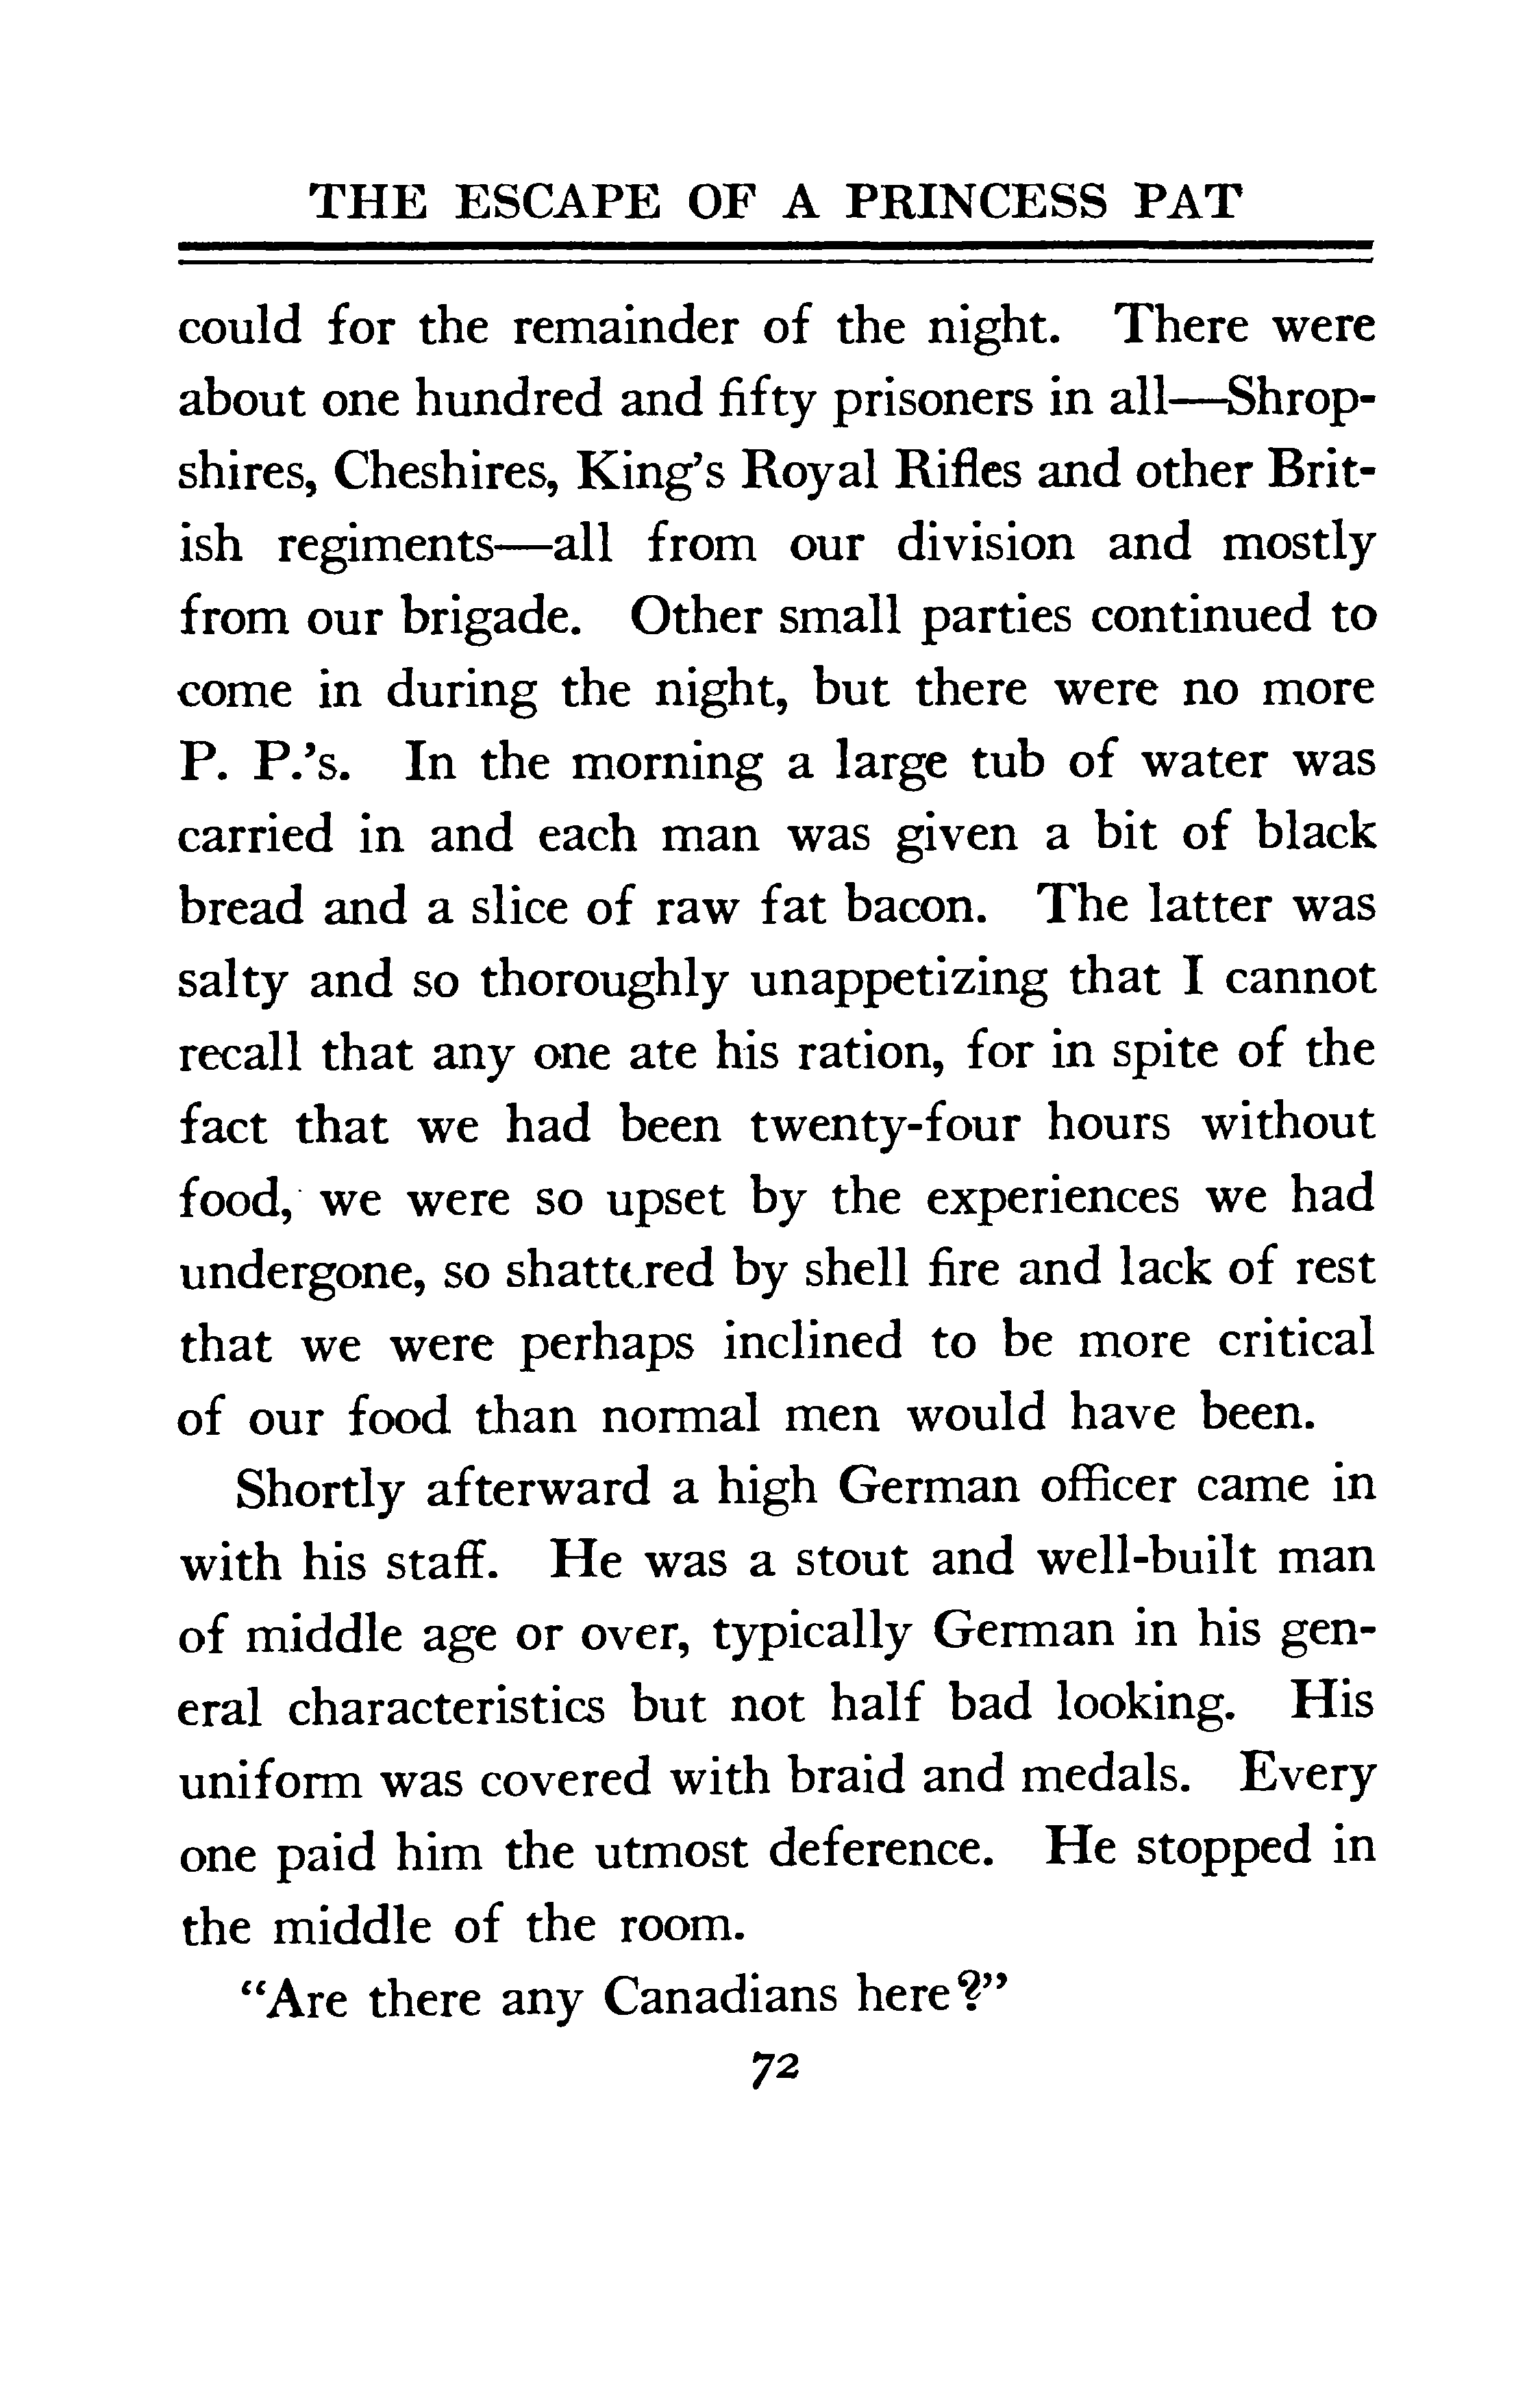 THE ESCAPE OF A PRINCESS PAT
could for the remainder of the night. There were
about one hundred and fifty prisoners in all—Shrop-
shires, Cheshires, King's Royal Rifles and other Brit-
ish regiments—all from our division and mostly
from our brigade. Other small parties continued to
come in during the night, but there were no more
P. P.'s. In the morning a large tub of water was
carried in and each man was given a bit of black
bread and a slice of raw fat bacon. The latter was
salty and so thoroughly unappetizing that I cannot
recall that any one ate his ration, for in spite of the
fact that we had been twenty-four hours without
food, we were so upset by the experiences we had
undergone, so shattered by shell fire and lack of rest
that we were perhaps inclined to be more critical
of our food than normal men would have been.
Shortly afterward a high German officer came in
with his staff. He was a stout and well-built man
of middle age or over, typically German in his gen-
eral characteristics but not half bad looking. His
uniform was covered with braid and medals. Every
one paid him the utmost deference. He stopped in
the middle of the room.
"Are there any Canadians here?"
72